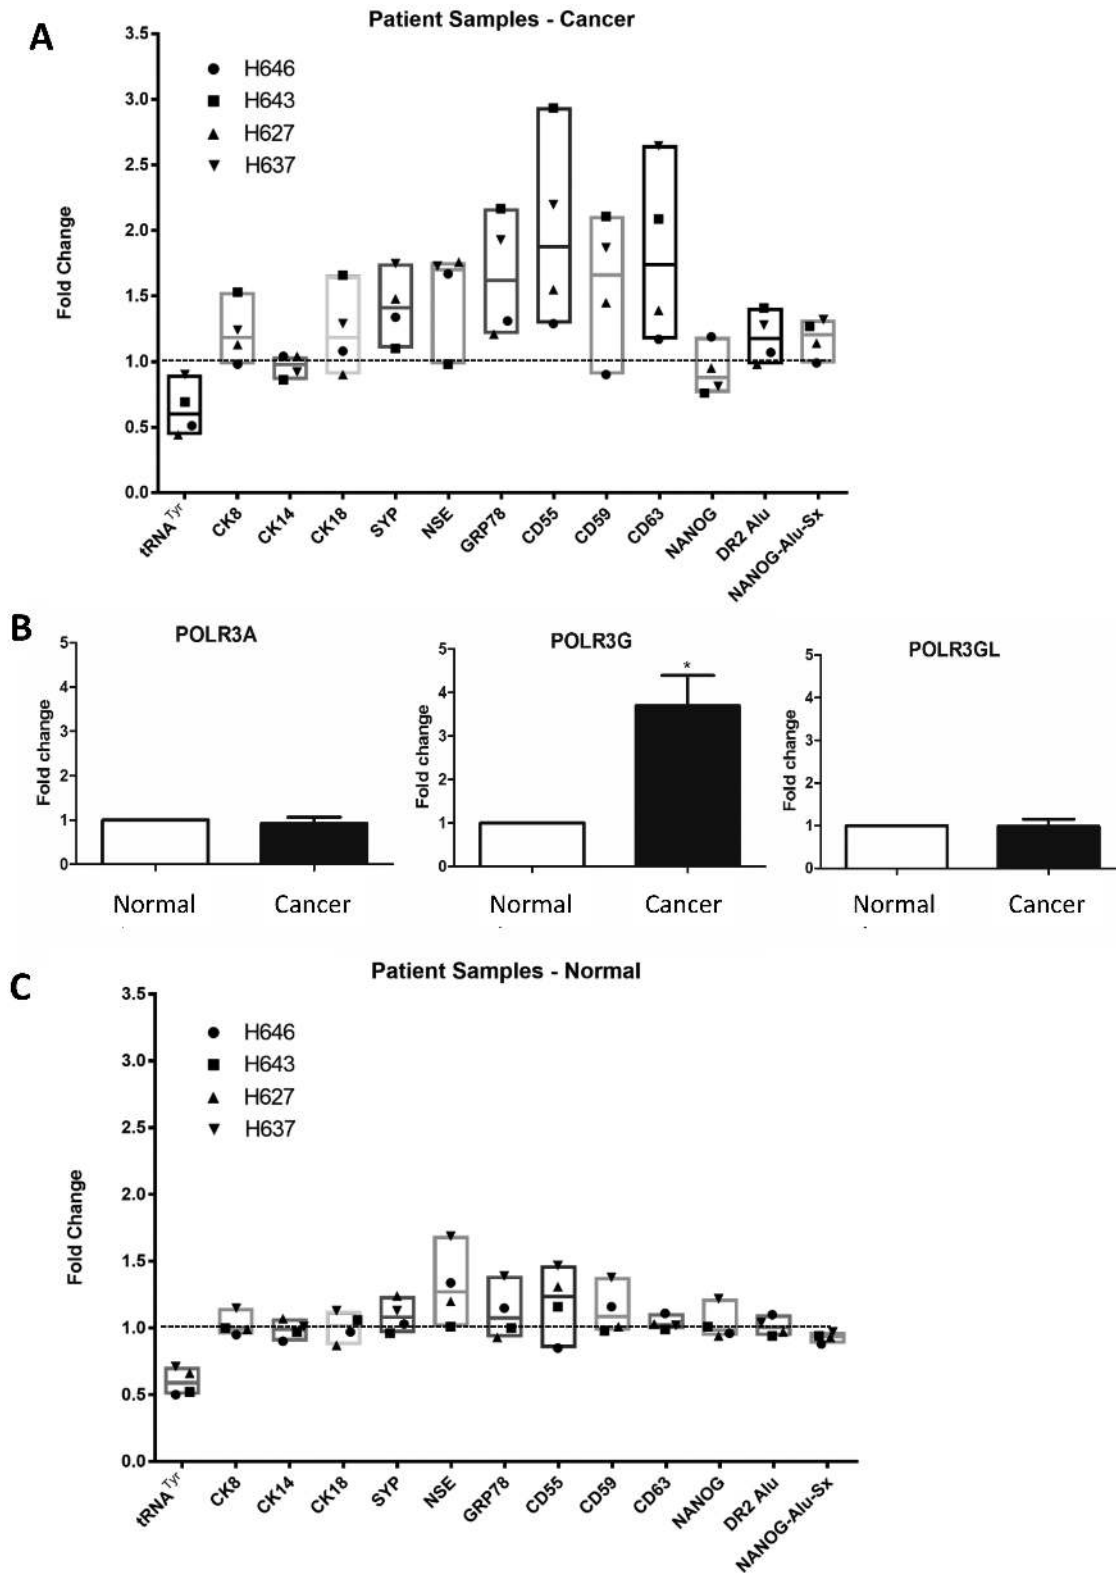 A
Patient Samples - Cancer
3.5
3.0
2.5
2.0
1.5
1.0
0.5
0.0
Fold Change
H646
H643
H627
H637
tRNATyr
CK8
CK14
CK18
SYP
NSE
GRP78
CD55
CD59
CD63
NANOG
DR2 Alu
NANOG-Alu-Sx
B
POLR3A
5
4
3
2
1
0
Fold change
Normal
Cancer
POLR3G
5
4
3
2
1
0
Fold change
*
Normal
Cancer
POLR3GL
5
4
3
2
1
0
Fold change
Normal
Cancer
C
Patient Samples - Normal
3.5
3.0
2.5
2.0
1.5
1.0
0.5
0.0
Fold Change
H646
H643
H627
H637
tRNATyr
CK8
CK14
CK18
SYP
NSE
GRP78
CD55
CD59
CD63
NANOG
DR2 Alu
NANOG-Alu-Sx